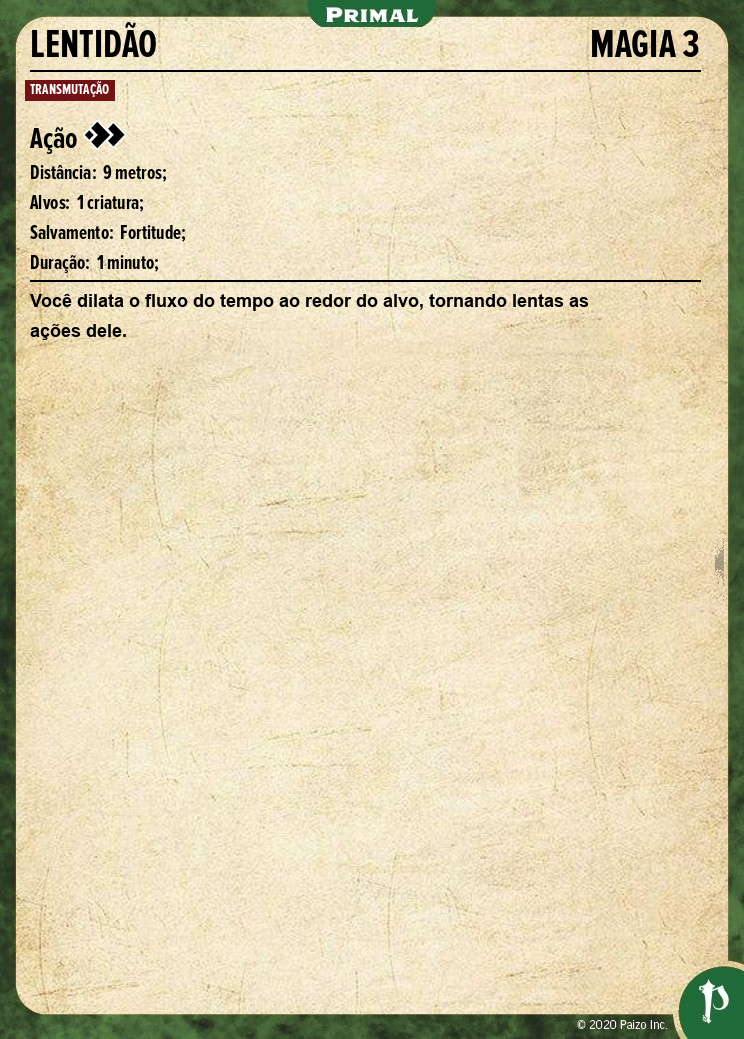 PRIMAL
LENTIDÃO MAGIA 3
TRANSMUTAÇÃO
Ação
Distância: 9 metros;
Alvos: 1 criatura;
Salvamento: Fortitude;
Duração: 1 minuto;
Você dilata o fluxo do tempo ao redor do alvo, tornando lentas as
ações dele.
© 2020 Paizo Inc.